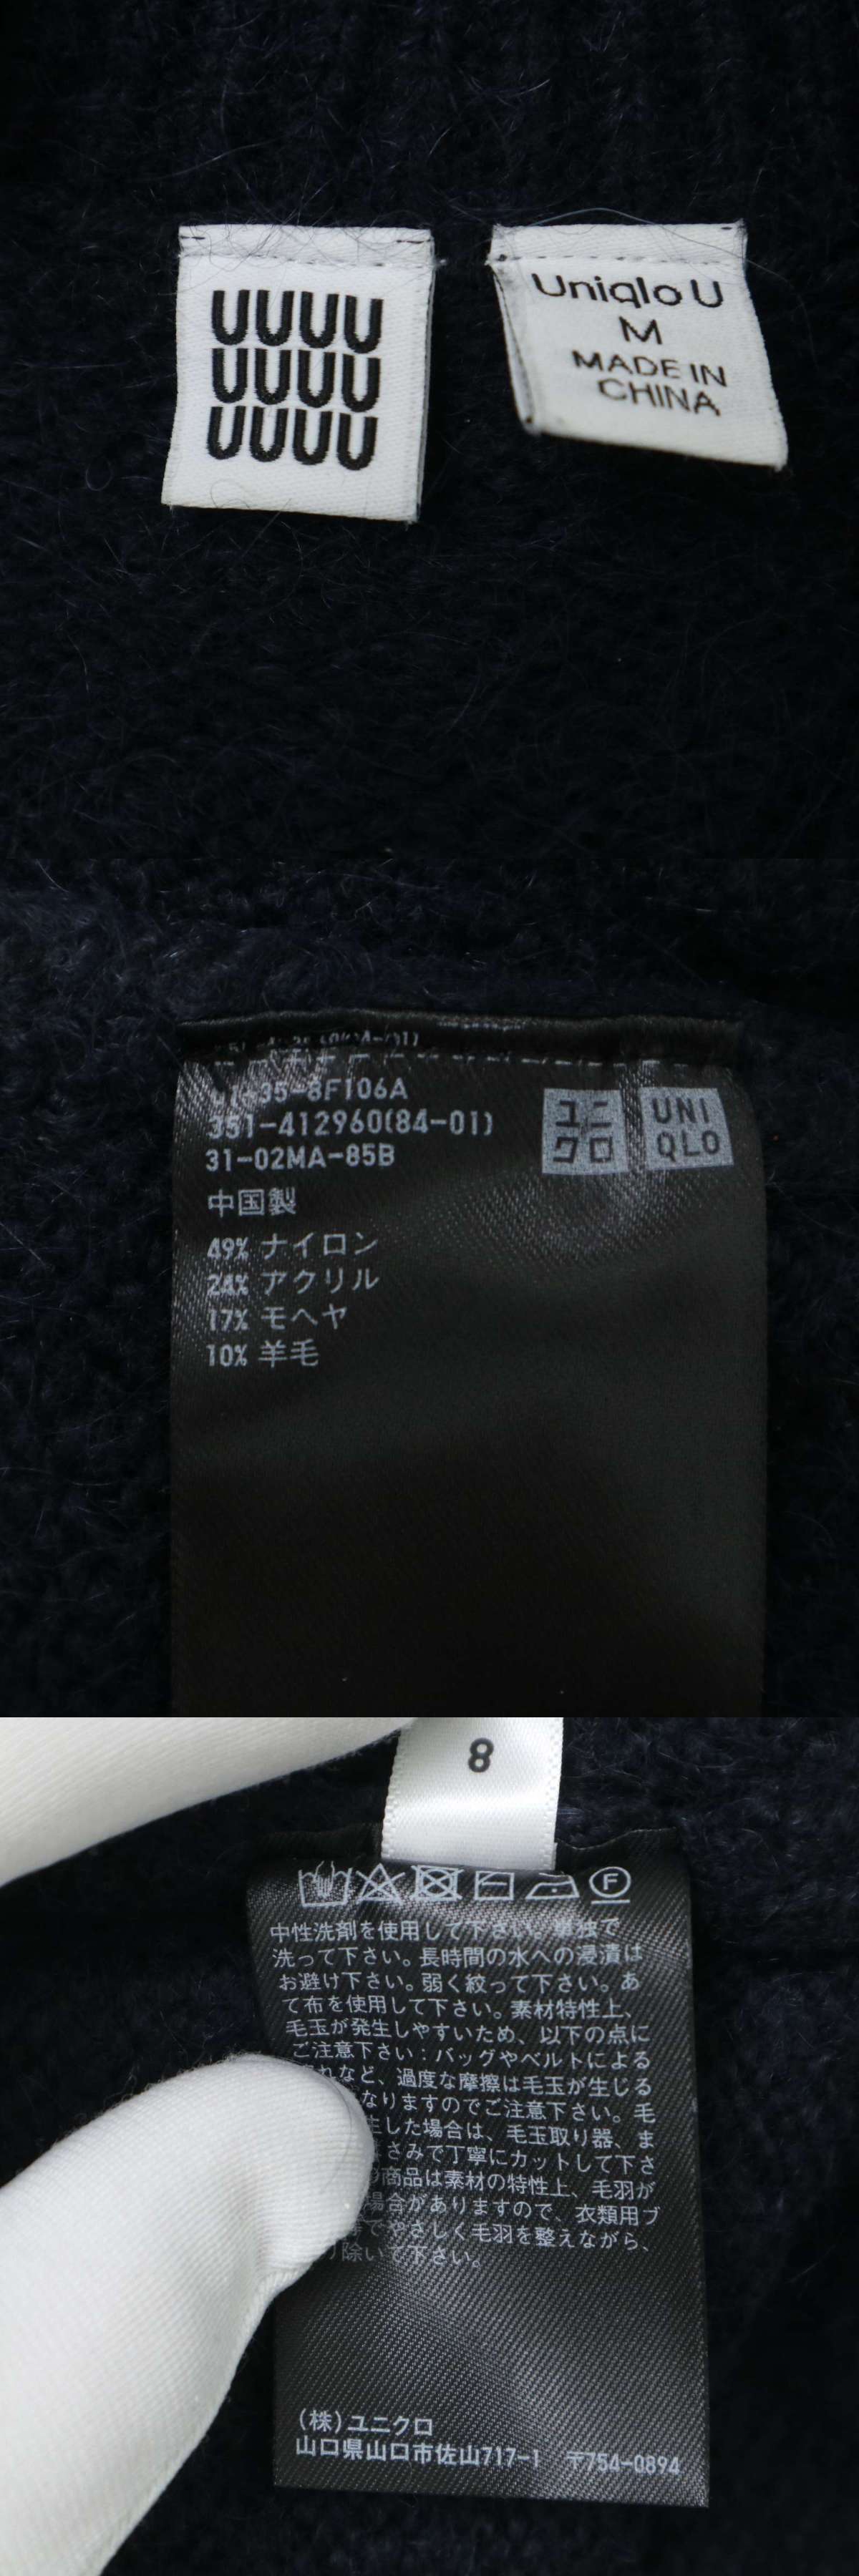 UUUU
UUUU
UUUU
Uniqlo U
M
MADE IN
CHINA
35-8F106A
351-412960(84-01)
31-02MA-85B
ユニ
クロ
UNI
QLO
中国製
49% ナイロン
24% アクリル
17% モヘヤ
10% 羊毛
8
F
中性洗剤を使用して下さい。単独で
洗って下さい。長時間の水への浸漬は
お避け下さい。弱く絞って下さい。あ
て布を使用して下さい。素材特性上、
毛玉が発生しやすいため、以下の点に
ご注意下さい:バッグやベルトによる
れなど、過度な摩擦は毛玉が生じる
なりますのでご注意下さい。毛
生した場合は、毛玉取り器、ま
さみで丁寧にカットして下さ
商品は素材の特性上、毛羽が
場合がありますので、衣類用ブ
でやさしく毛羽を整えながら、
り除いて下さい。
(株)ユニクロ
山口県山口市佐山717-1 〒754-0894